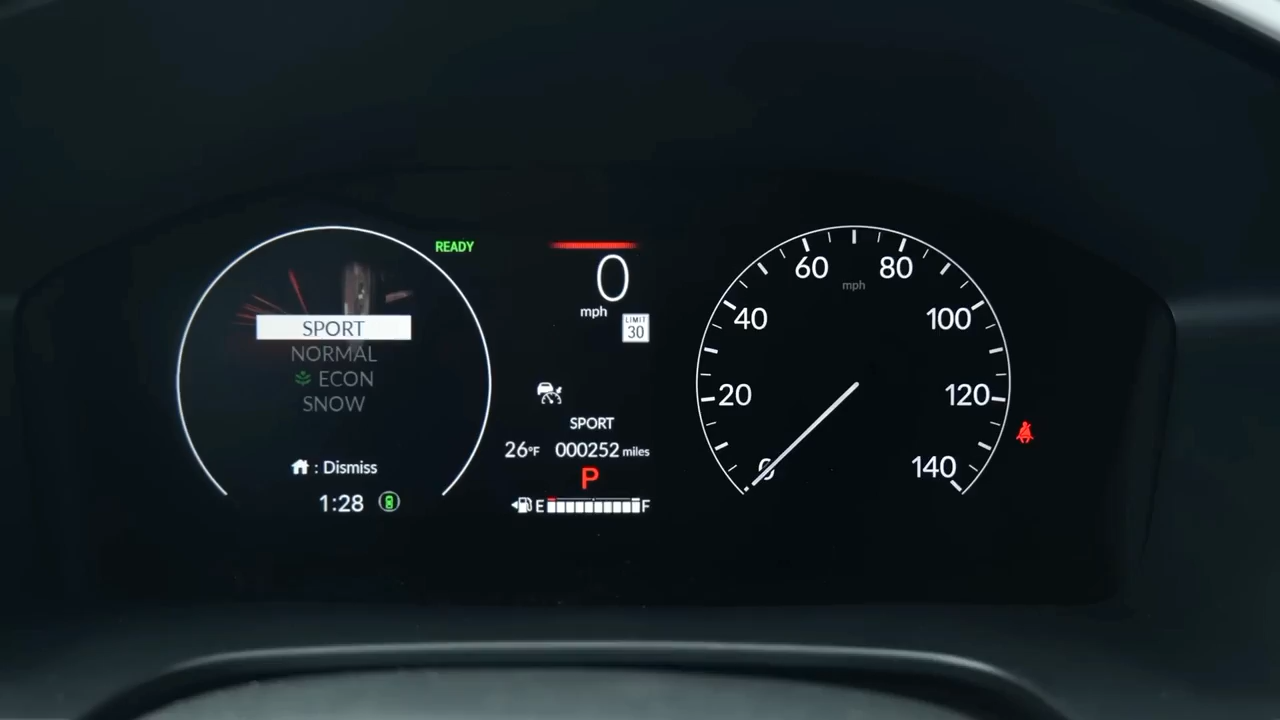 READY
SPORT
NORMAL
ECON
SNOW
: Dismiss
1:28
0
mph
LIMIT
30
SPORT
26°F 000252 miles
P
E F
60 80
mph
40 100
20 120
0 140